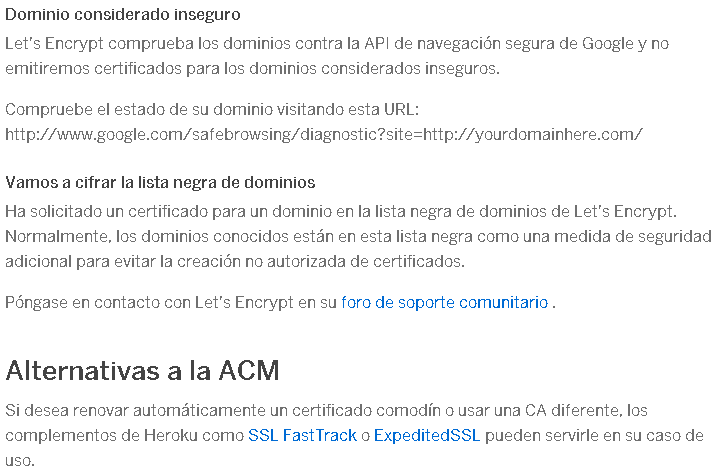 Dominio considerado inseguro
Let's Encrypt comprueba los dominios contra la API de navegación segura de Google y no
emitiremos certificados para los dominios considerados inseguros.
Compruebe el estado de su dominio visitando esta URL:
http://www.google.com/safebrowsing/diagnostic?site=http://yourdomainhere.com/
Vamos a cifrar la lista negra de dominios
Ha solicitado un certificado para un dominio en la lista negra de dominios de Let's Encrypt.
Normalmente, los dominios conocidos están en esta lista negra como una medida de seguridad
adicional para evitar la creación no autorizada de certificados.
Póngase en contacto con Let's Encrypt en su foro de soporte comunitario .
Alternativas a la ACM
Si desea renovar automáticamente un certificado comodín o usar una CA diferente, los
complementos de Heroku como SSL FastTrack o ExpeditedSSL pueden servirle en su caso de
uso.